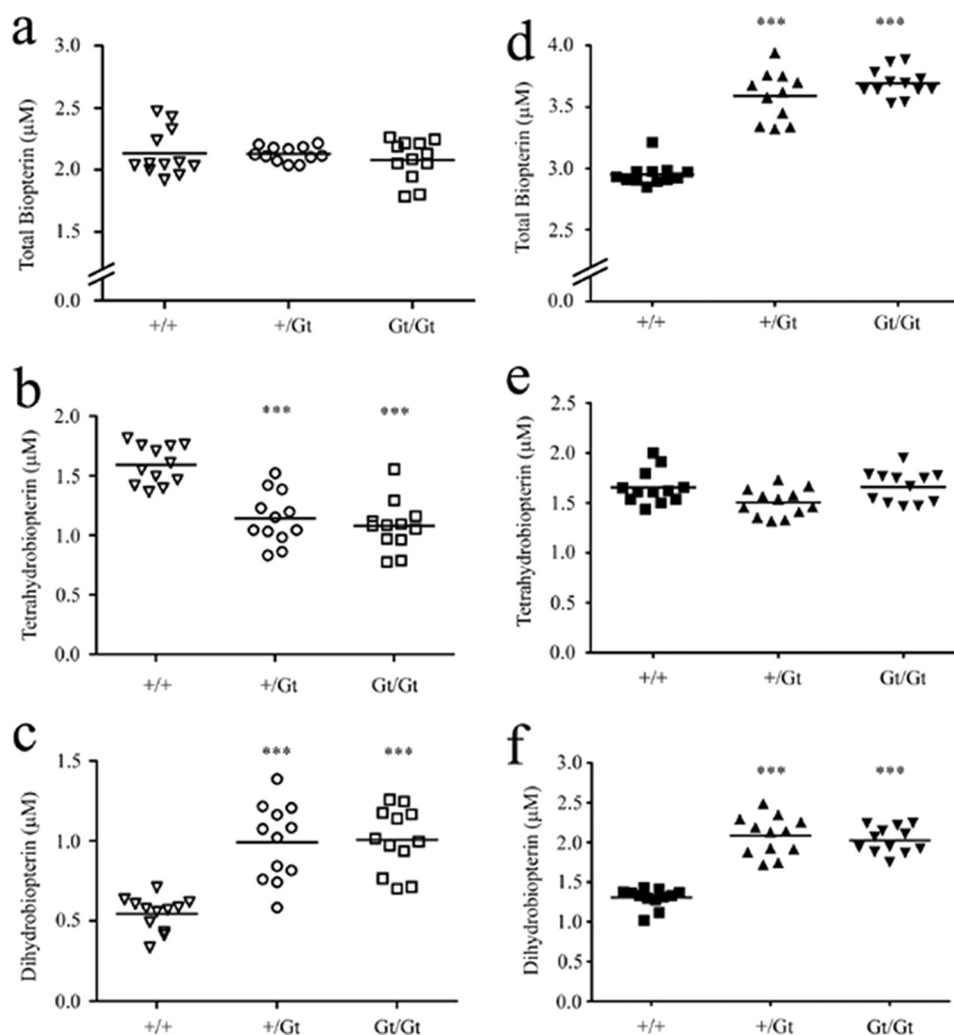 a
Total Biopterin (µM)
3.0
2.5
2.0
1.5
0.0
+/+ +/Gt Gt/Gt
d
*** ***
Total Biopterin (µM)
4.0
3.5
3.0
2.5
0.0
+/+ +/Gt Gt/Gt
b
*** ***
Tetrahydrobiopterin (µM)
2.0
1.5
1.0
0.5
0.0
+/+ +/Gt Gt/Gt
e
Tetrahydrobiopterin (µM)
2.5
2.0
1.5
1.0
0.5
0.0
+/+ +/Gt Gt/Gt
c
*** ***
Dihydrobiopterin (µM)
1.5
1.0
0.5
0.0
+/+ +/Gt Gt/Gt
f
*** ***
Dihydrobiopterin (µM)
3.0
2.5
2.0
1.5
1.0
0.5
0.0
+/+ +/Gt Gt/Gt